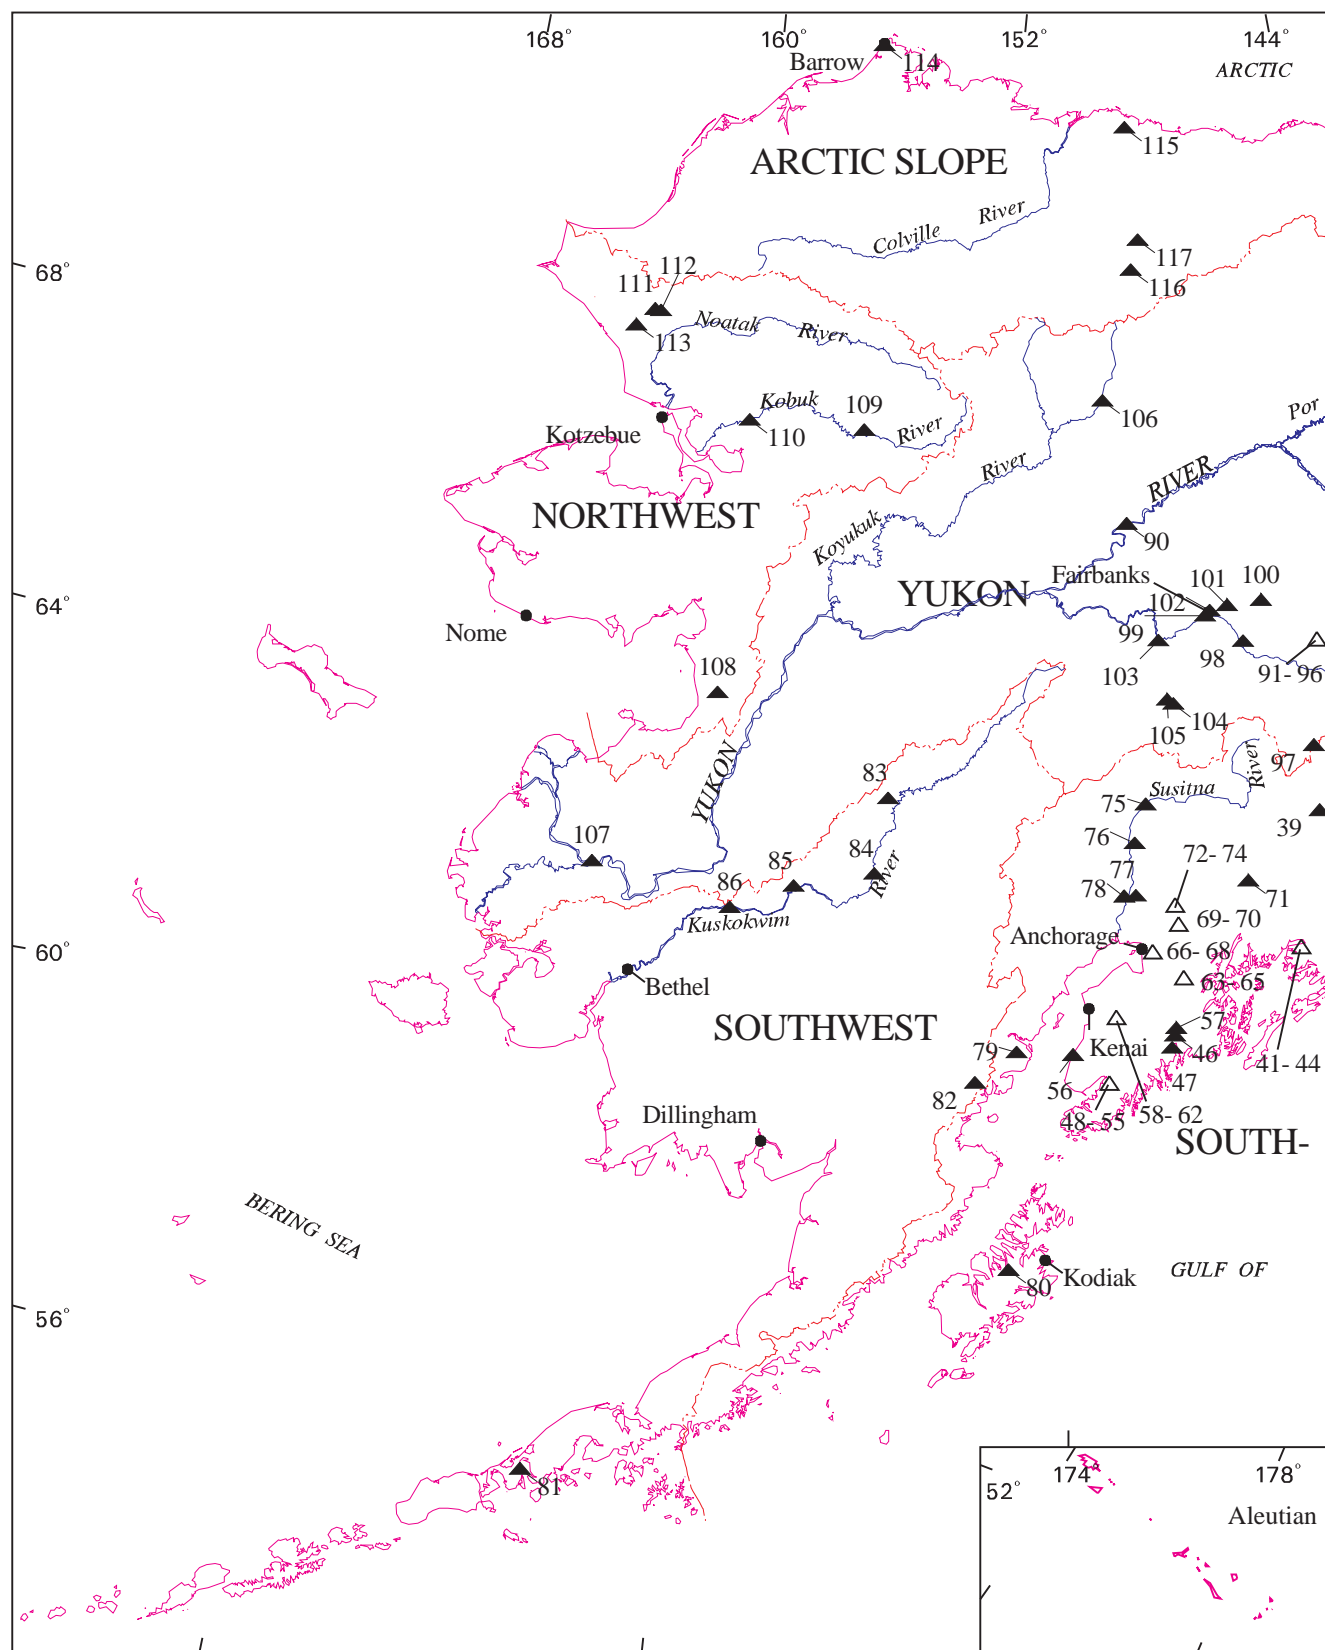 168° 160° 152° 144°
Barrow 114
ARCTIC
115
ARCTIC SLOPE
River
Colville
117
68°
112
111
116
Noatak River
113
Kobuk 109
Por
106
River
Kotzebue 110
River
RIVER
NORTHWEST
Koyukuk
90
Fairbanks 101 100
64°
YUKON
102
Nome
99
98
103
91- 96
108
104
105
YUKON
River
97
83
Susitna
75
107
39
76
84
72- 74
85
77
River
86
78
71
Kuskokwim
69- 70
60°
Anchorage
66- 68
Bethel
63- 65
SOUTHWEST
57
79
Kenai
46
41- 44
56
47
82
Dillingham
48- 55
58- 62
SOUTH-
BERING SEA
GULF OF
Kodiak
80
56°
174° 178°
81
52°
Aleutian